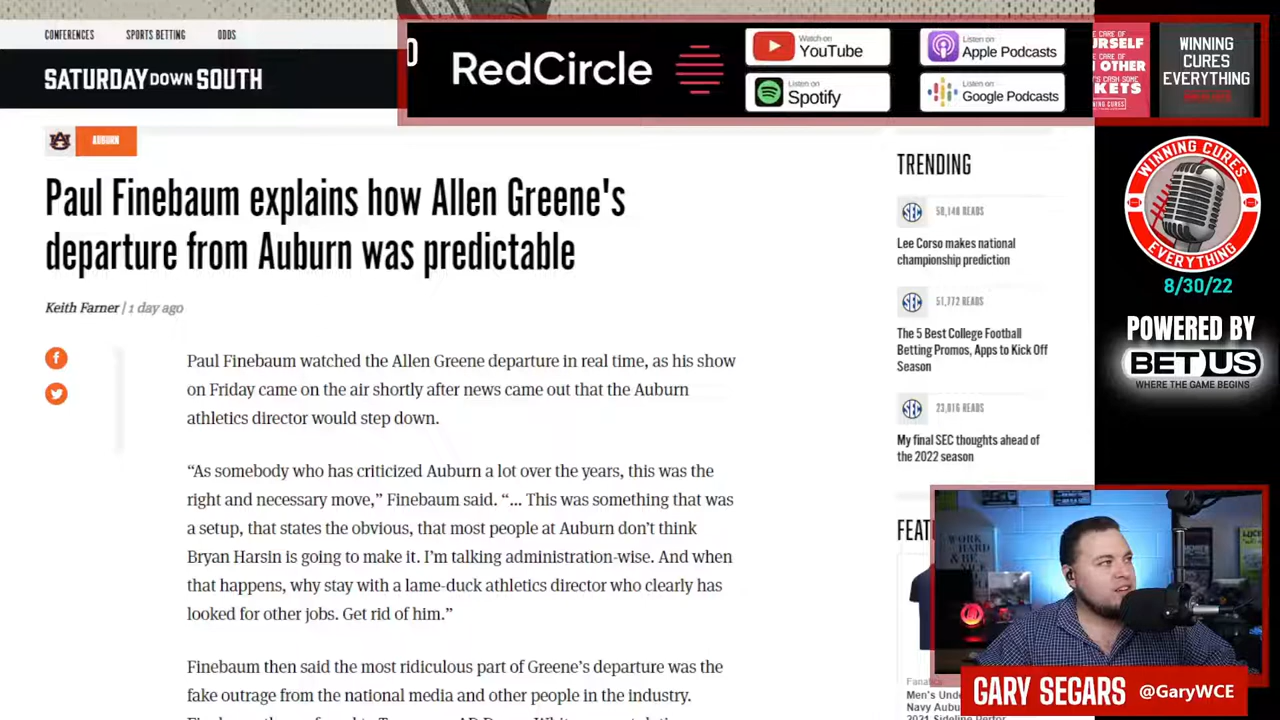 CONFERENCES SPORTS BETTING ODDS
SATURDAY DOWN SOUTH
RedCircle
Watch on
YouTube
Listen on
Apple Podcasts
Listen on
Spotify
Listen on
Google Podcasts
WINNING
CURES
EVERYTHING
AUBURN
Paul Finebaum explains how Allen Greene's
departure from Auburn was predictable
Keith Farner | 1 day ago
Paul Finebaum watched the Allen Greene departure in real time, as his show
on Friday came on the air shortly after news came out that the Auburn
athletics director would step down.
“As somebody who has criticized Auburn a lot over the years, this was the
right and necessary move,” Finebaum said. “... This was something that was
a setup, that states the obvious, that most people at Auburn don’t think
Bryan Harsin is going to make it. I’m talking administration-wise. And when
that happens, why stay with a lame-duck athletics director who clearly has
looked for other jobs. Get rid of him.”
Finebaum then said the most ridiculous part of Greene’s departure was the
fake outrage from the national media and other people in the industry.
TRENDING
SEC 58,148 READS
Lee Corso makes national
championship prediction
SEC 51,772 READS
The 5 Best College Football
Betting Promos, Apps to Kick Off
Season
SEC 23,016 READS
My final SEC thoughts ahead of
the 2022 season
Fanatics
WINNING CURES
EVERYTHING
8/30/22
POWERED BY
BETUS
WHERE THE GAME BEGINS
GARY SEGARS @GaryWCE